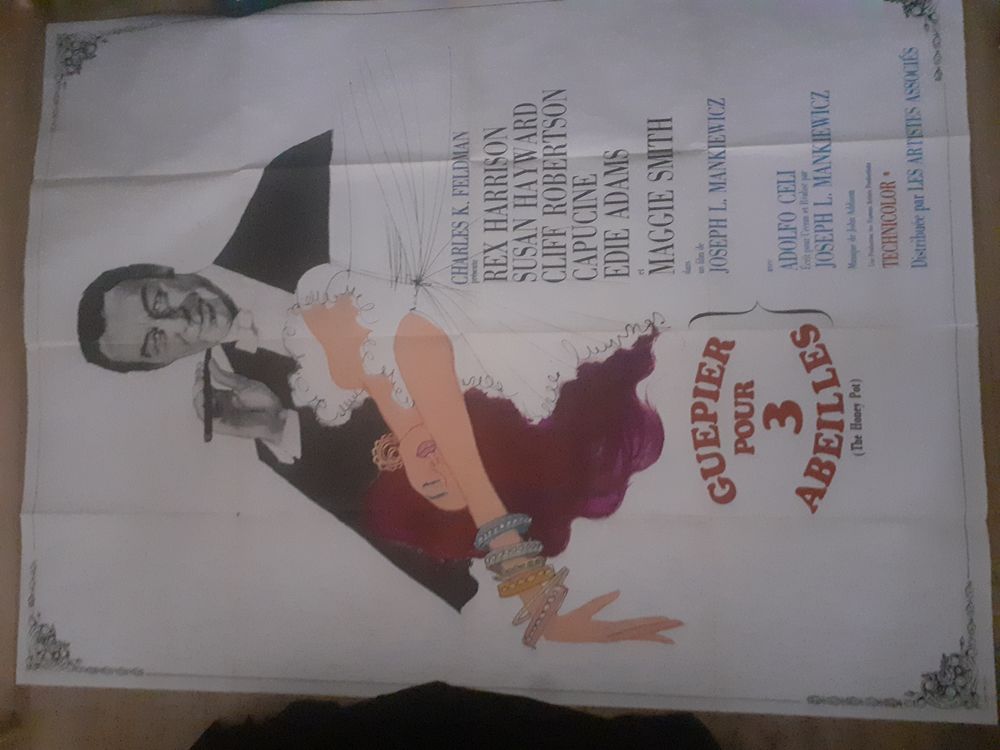 CHARLES K. FELDMAN
présente
REX HARRISON
SUSAN HAYWARD
CLIFF ROBERTSON
CAPUCINE
EDIE ADAMS
et
MAGGIE SMITH
dans
un film de
JOSEPH L. MANKIEWICZ
GUEPIER
POUR
3
ABEILLES
(The Honey Pot)
avec
ADOLFO CELI
Écrit pour l'écran et Réalisé par
JOSEPH L. MANKIEWICZ
Musique de John Addison
TECHNICOLOR
Distribuée par LES ARTISTES ASSOCIÉS